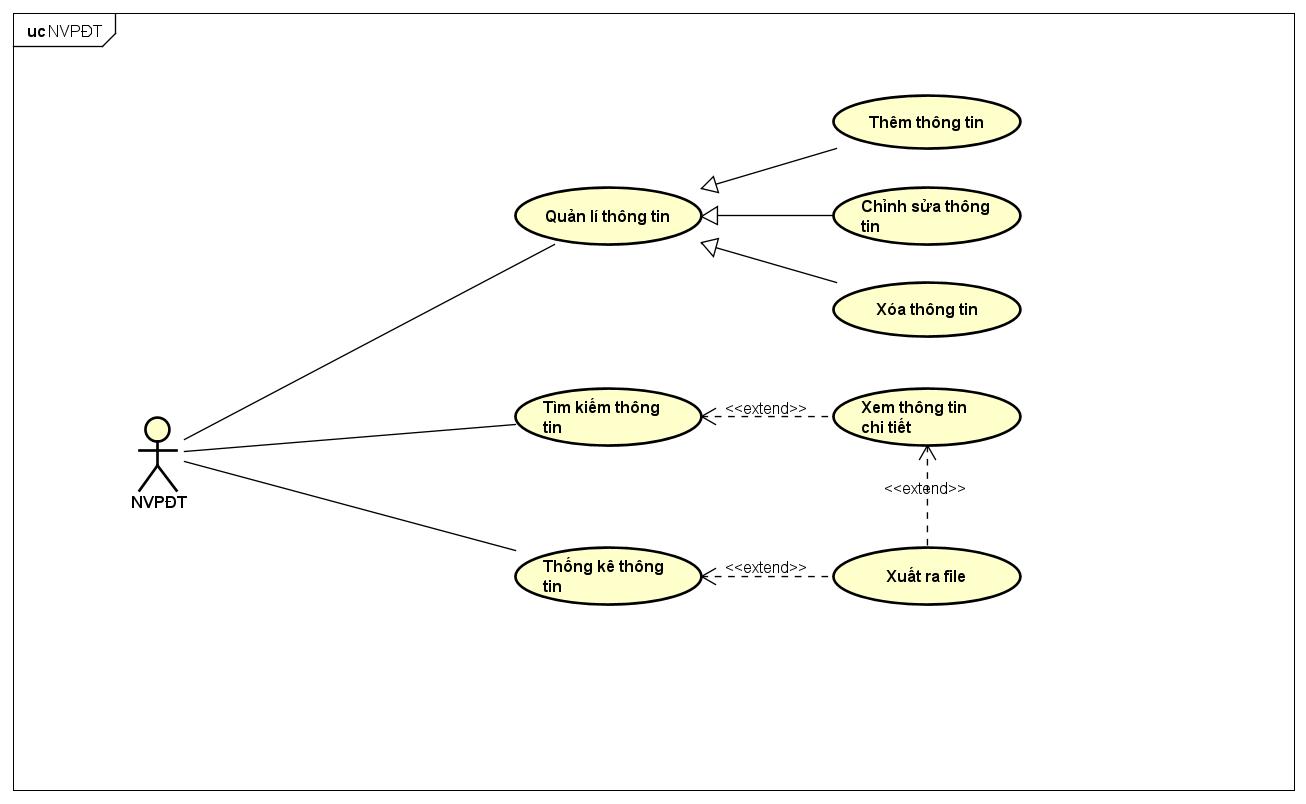 uc NVPĐT
Thêm thông tin
Quản lí thông tin
Chỉnh sửa thông
tin
Xóa thông tin
Tìm kiếm thông
tin
<<extend>>
Xem thông tin
chi tiết
<<extend>>
NVPĐT
Thống kê thông
tin
<<extend>>
Xuất ra file